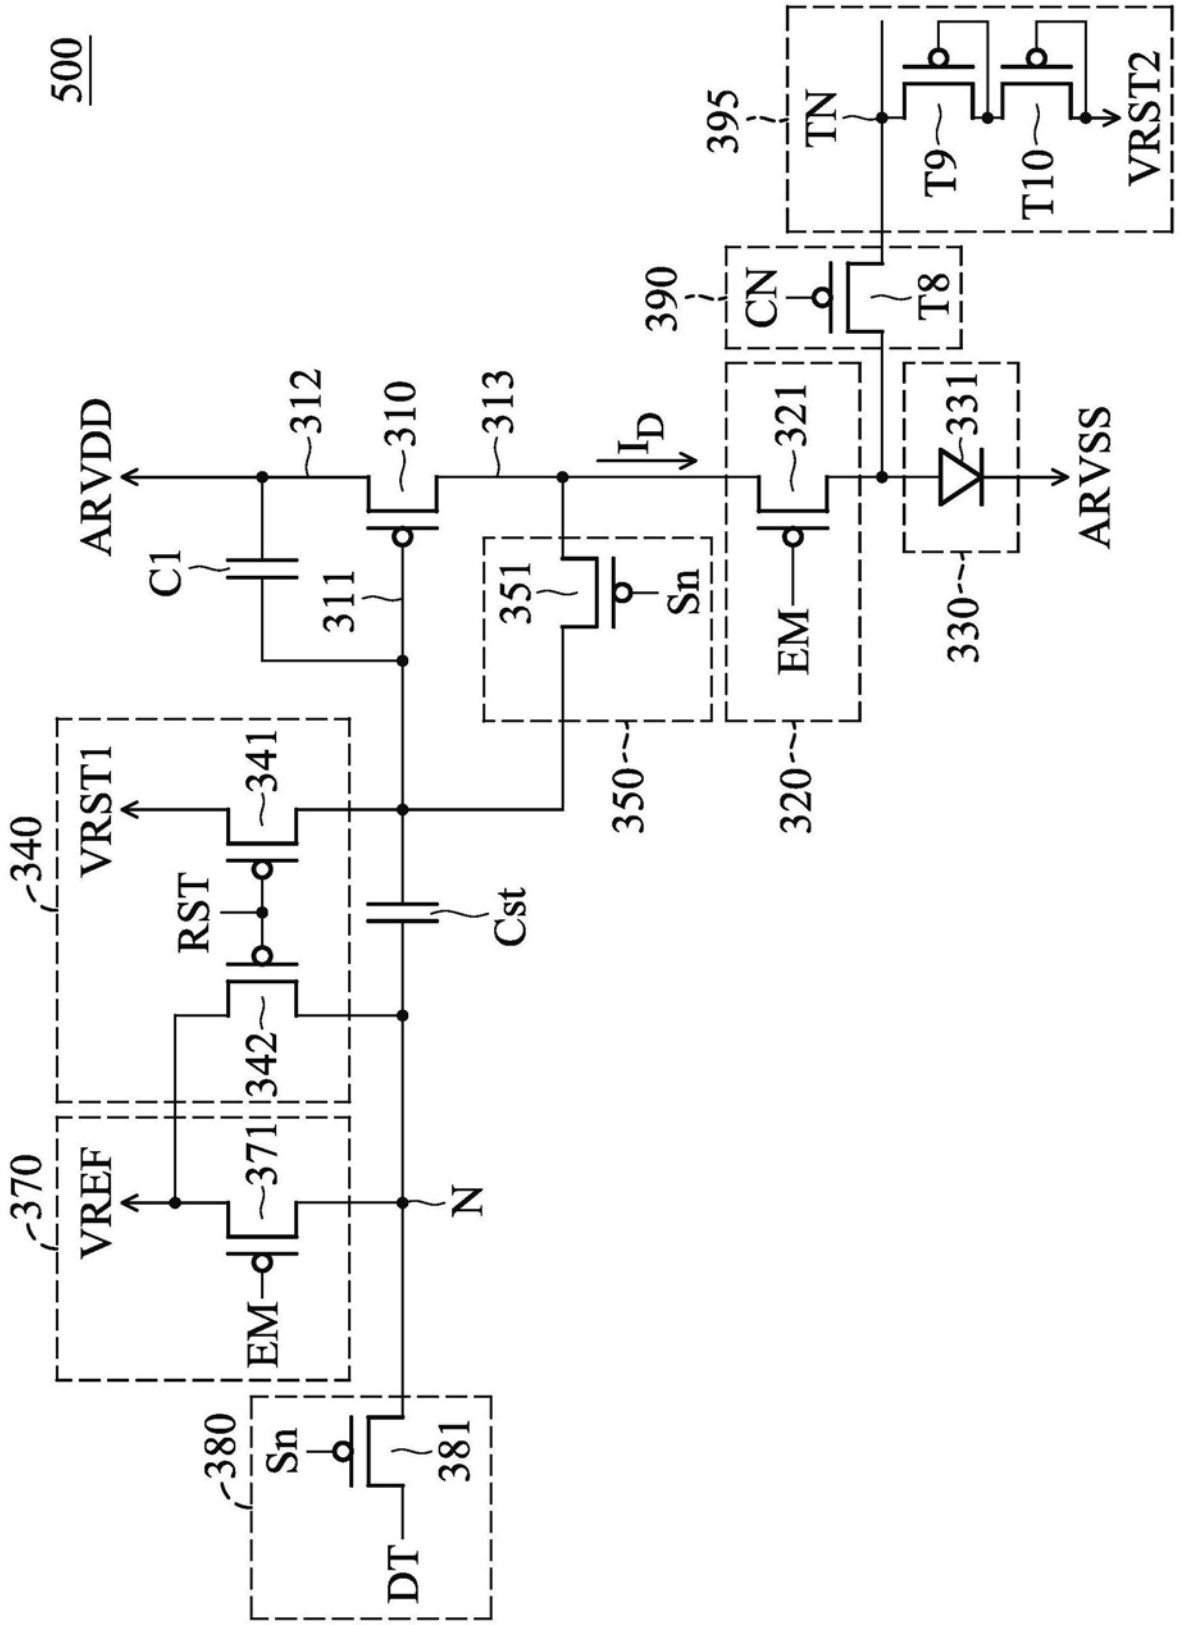 500
ARVDD
312
C1
310
311
313
I_D
340
VRST1
341
RST
342
Cst
370
VREF
371
EM
N
380
Sn
381
DT
351
Sn
350
321
EM
320
390
CN
T8
395
TN
T9
T10
VRST2
331
330
ARVSS